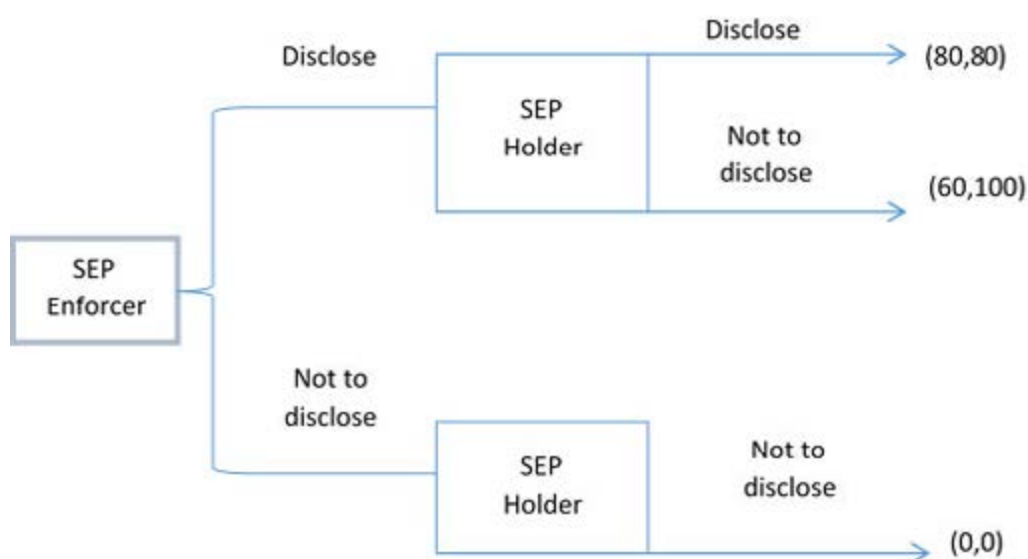 Disclose
Disclose
(80,80)
SEP
Holder
Not to
disclose
(60,100)
SEP
Enforcer
Not to
disclose
SEP
Holder
Not to
disclose
(0,0)